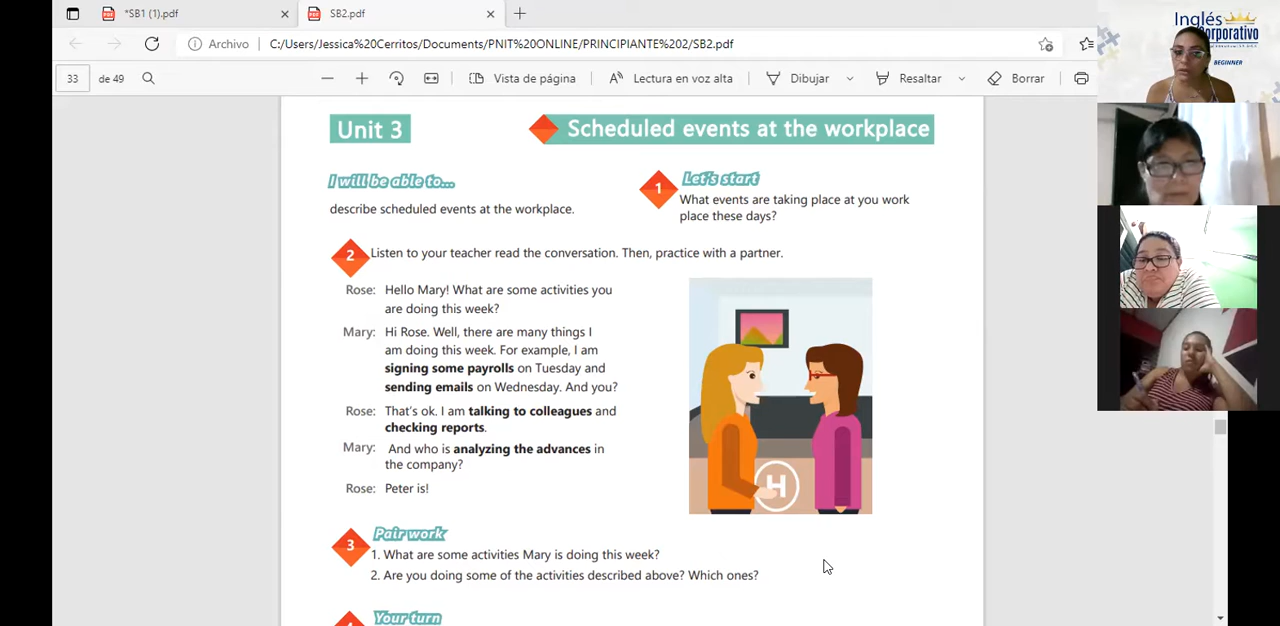 *SB1 (1).pdf
SB2.pdf
Archivo
C:/Users/Jessica%20Cerritos/Documents/PNIT%20ONLINE/PRINCIPIANTE%202/SB2.pdf
33
de 49
Vista de página
Lectura en voz alta
Dibujar
Resaltar
Borrar
Inglés
Corporativo
BEGINNER
Unit 3
Scheduled events at the workplace
I will be able to...
describe scheduled events at the workplace.
1
Let's start
What events are taking place at you work
place these days?
2
Listen to your teacher read the conversation. Then, practice with a partner.
Rose: Hello Mary! What are some activities you
are doing this week?
Mary: Hi Rose. Well, there are many things I
am doing this week. For example, I am
signing some payrolls on Tuesday and
sending emails on Wednesday. And you?
Rose: That's ok. I am talking to colleagues and
checking reports.
Mary: And who is analyzing the advances in
the company?
Rose: Peter is!
H
3
Pair work
1. What are some activities Mary is doing this week?
2. Are you doing some of the activities described above? Which ones?
Your turn